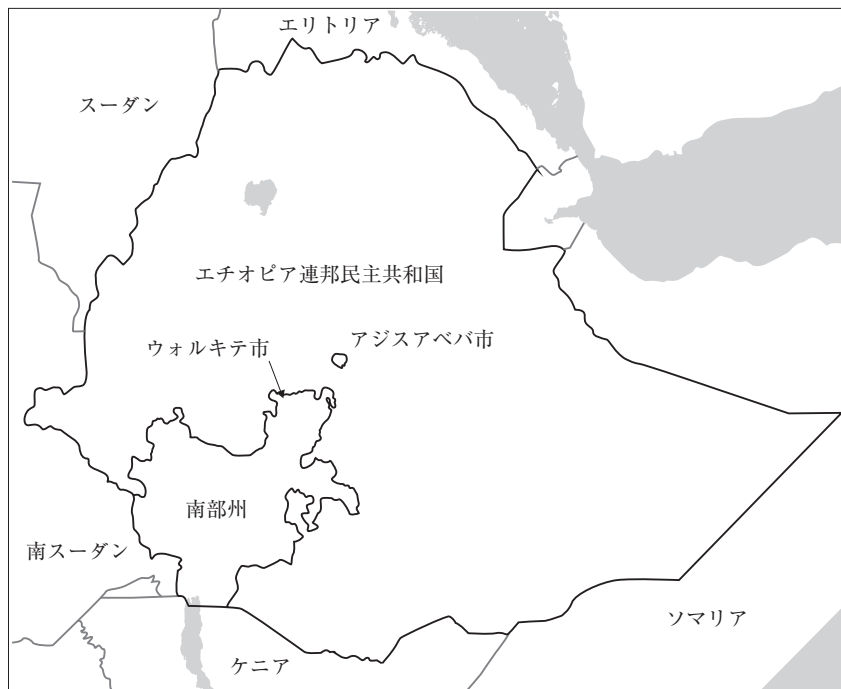 エリトリア
スーダン
エチオピア連邦民主共和国
アジスアベバ市
ウォルキテ市
南部州
南スーダン
ソマリア
ケニア